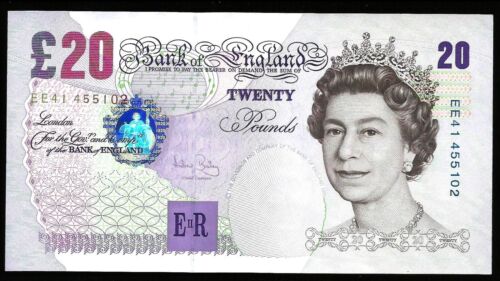 £20
Bank of England
20
I PROMISE TO PAY THE BEARER ON DEMAND THE SUM OF
TWENTY
Pounds
EE41 455102
London
For the Gov.r and Comp.a
of the BANK of ENGLAND
EIIR
EE41 455102
TWENTY
20
TWENTY
20
TWENTY